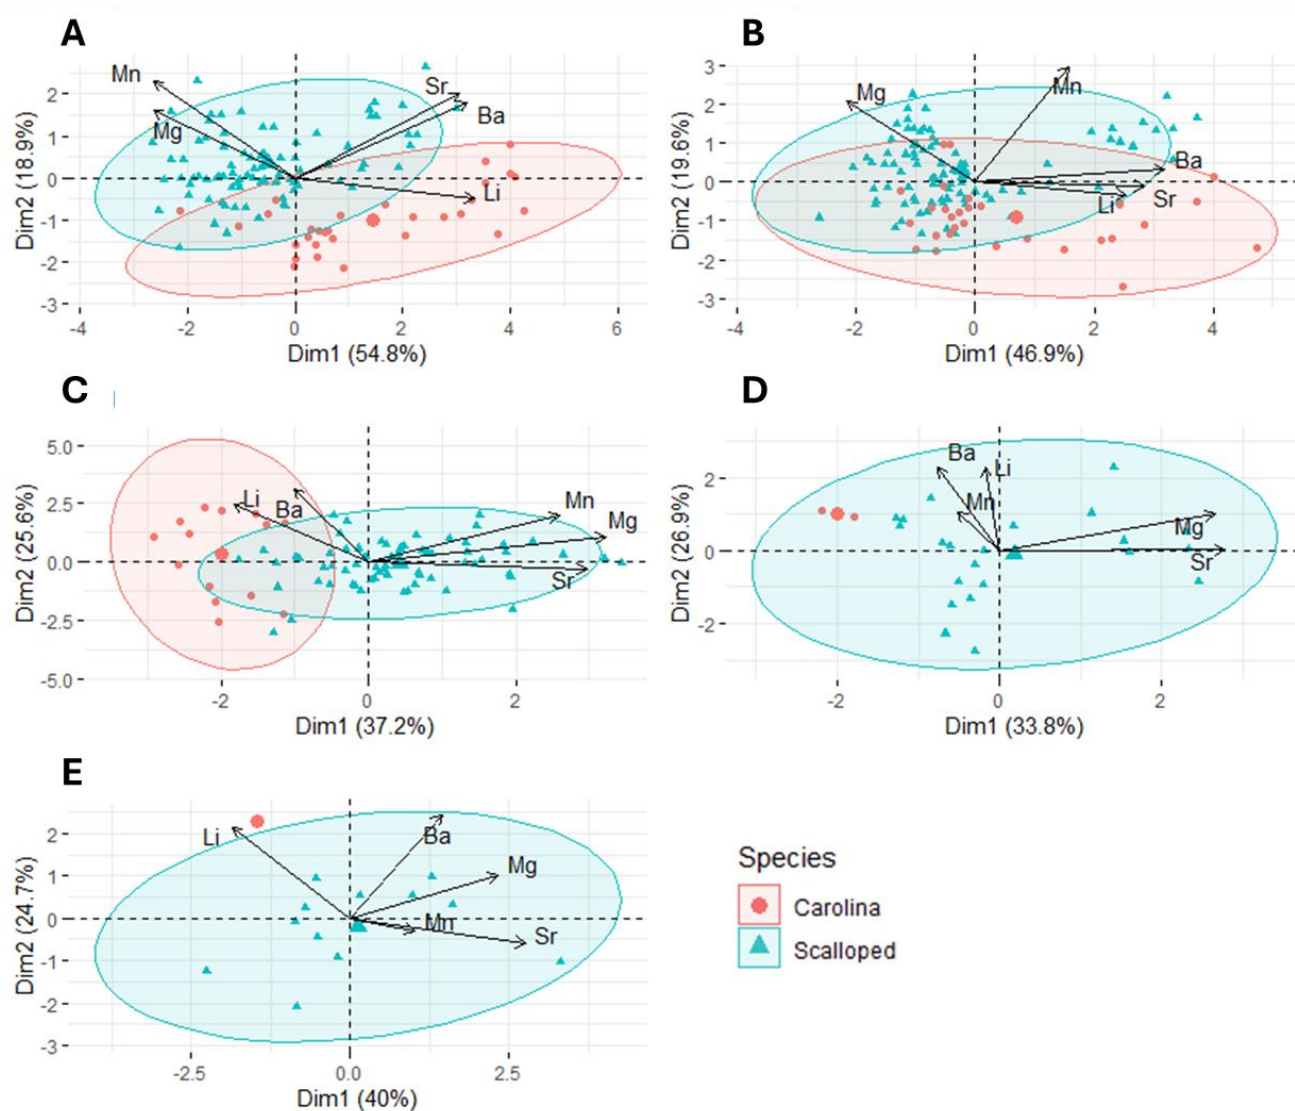 A
Mn
Mg
Sr
Ba
Li
2
1
0
-1
-2
-3
Dim2 (18.9%)
-4
-2
0
2
4
6
Dim1 (54.8%)
B
Mg
Mn
Ba
Sr
Li
3
2
1
0
-1
-2
-3
Dim2 (19.6%)
-4
-2
0
2
4
Dim1 (46.9%)
C
Li
Ba
Mn
Mg
Sr
5.0
2.5
0.0
-2.5
-5.0
Dim2 (25.6%)
-2
0
2
Dim1 (37.2%)
D
Ba
Li
Mn
Mg
Sr
2
0
-2
Dim2 (26.9%)
-2
0
2
Dim1 (33.8%)
E
Li
Ba
Mg
Mn
Sr
2
1
0
-1
-2
-3
Dim2 (24.7%)
-2.5
0.0
2.5
Dim1 (40%)
Species
Carolina
Scalloped